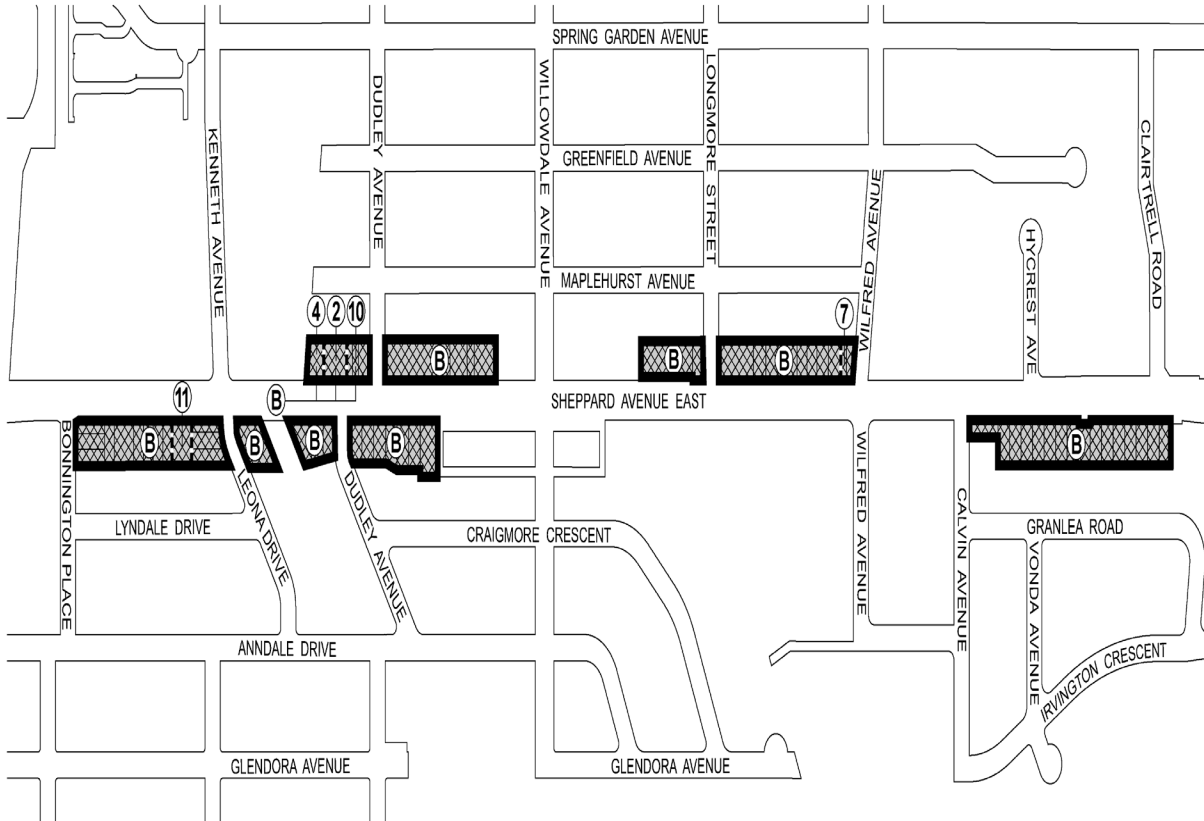 SPRING GARDEN AVENUE
KENNETH AVENUE
DUDLEY AVENUE
WILLOWDALE AVENUE
LONGMORE STREET
GREENFIELD AVENUE
WILFRED AVENUE
CLAIRTRELL ROAD
HYCREST AVE
MAPLEHURST AVENUE
4
2
10
7
B
B
B
B
SHEPPARD AVENUE EAST
11
B
B
B
B
B
BONNINGTON PLACE
LEONA DRIVE
DUDLEY AVENUE
WILFRED AVENUE
CALVIN AVENUE
LYNDALE DRIVE
CRAIGMORE CRESCENT
GRANLEA ROAD
VONDA AVENUE
ANNDALE DRIVE
IRVINGTON CRESCENT
GLENDORA AVENUE
GLENDORA AVENUE